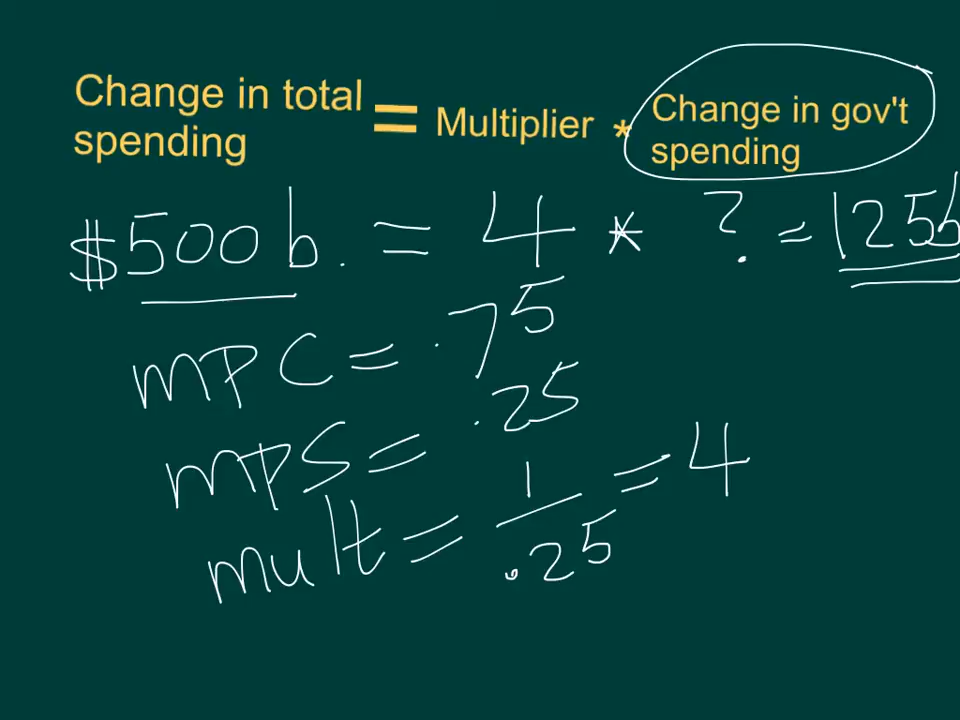 Change in total spending = Multiplier * Change in gov't spending
$500 b. = 4 * ? = 125b
MPC = .75
MPS = .25
mult = 1/.25 = 4